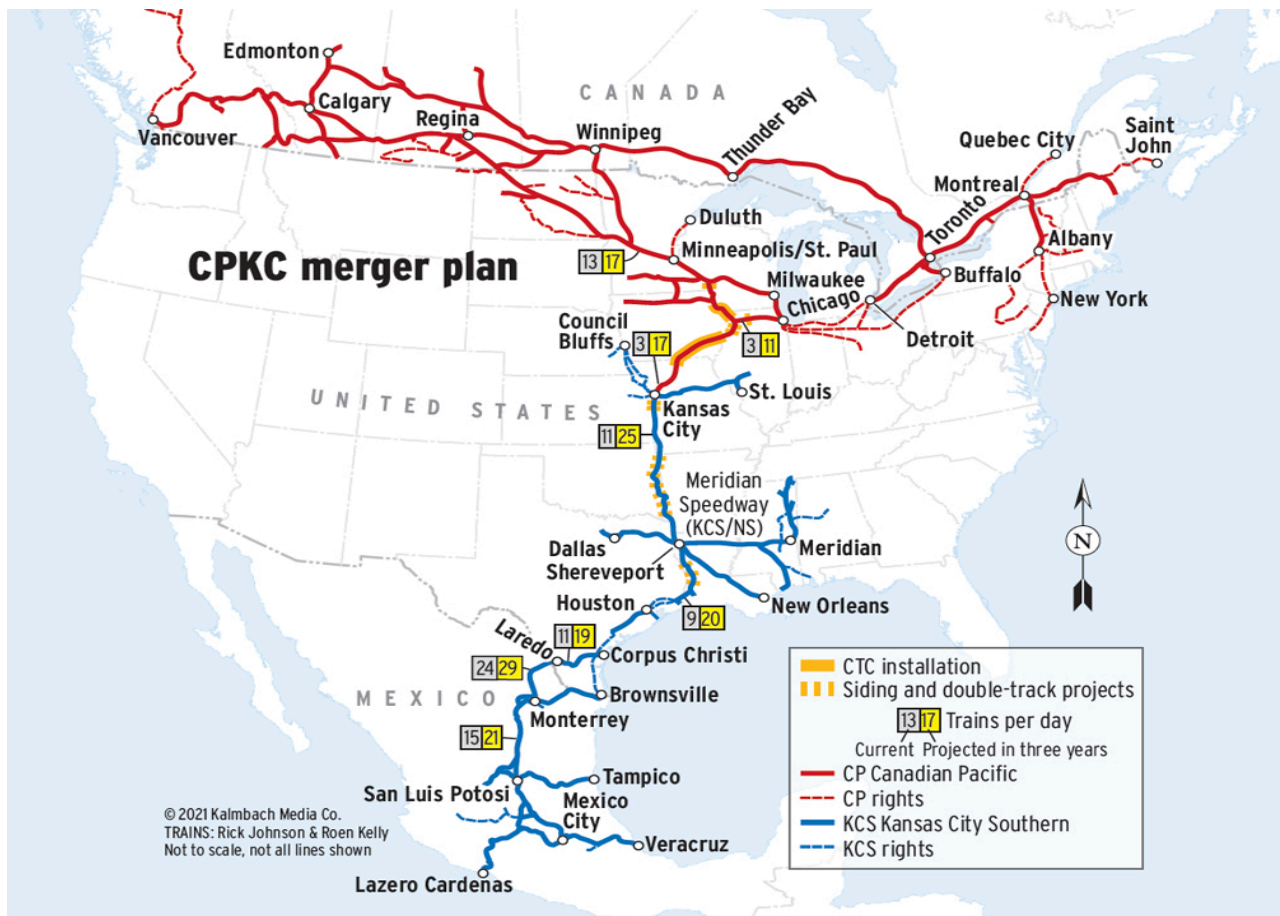 Edmonton
CANADA
Calgary
Regina
Vancouver
Winnipeg
Thunder Bay
Quebec City
Saint
John
Montreal
Toronto
Duluth
Minneapolis/St. Paul
Albany
CPKC merger plan
13 17
Milwaukee
Buffalo
Chicago
New York
Council
Bluffs
3 17
3 11
Detroit
UNITED STATES
St. Louis
Kansas
City
11 25
Meridian
Speedway
(KCS/NS)
Dallas
Meridian
Shereveport
N
Houston
New Orleans
9 20
Laredo
11 19
Corpus Christi
24 29
MEXICO
Brownsville
Monterrey
15 21
Tampico
San Luis Potosi
Mexico
City
Veracruz
Lazero Cardenas
CTC installation
Siding and double-track projects
13 17 Trains per day
Current Projected in three years
CP Canadian Pacific
CP rights
KCS Kansas City Southern
KCS rights
© 2021 Kalmbach Media Co.
TRAINS: Rick Johnson & Roen Kelly
Not to scale, not all lines shown